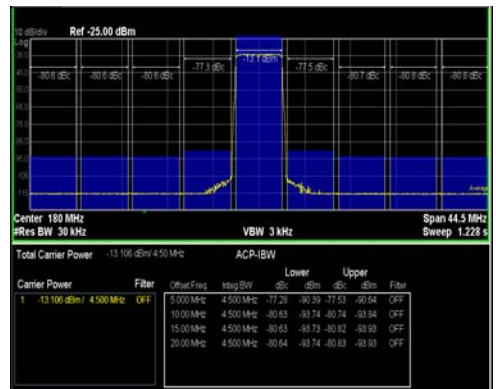 10 dB/div Ref -25.00 dBm
Log
-13.1 dBm
-77.3 dBc -77.5 dBc
-80.6 dBc -80.6 dBc -80.6 dBc -80.7 dBc -80.8 dBc -80.8 dBc
Average
Center 180 MHz Span 44.5 MHz
#Res BW 30 kHz VBW 3 kHz Sweep 1.228 s
Total Carrier Power -13.106 dBm/ 4.50 MHz ACP-IBW
Lower Upper
Carrier Power Filter Offset Freq Integ BW dBc dBm dBc dBm Filter
1 -13.106 dBm / 4.500 MHz OFF 5.000 MHz 4.500 MHz -77.28 -90.39 -77.53 -90.64 OFF
10.00 MHz 4.500 MHz -80.63 -93.74 -80.74 -93.84 OFF
15.00 MHz 4.500 MHz -80.63 -93.73 -80.82 -93.93 OFF
20.00 MHz 4.500 MHz -80.64 -93.74 -80.83 -93.93 OFF